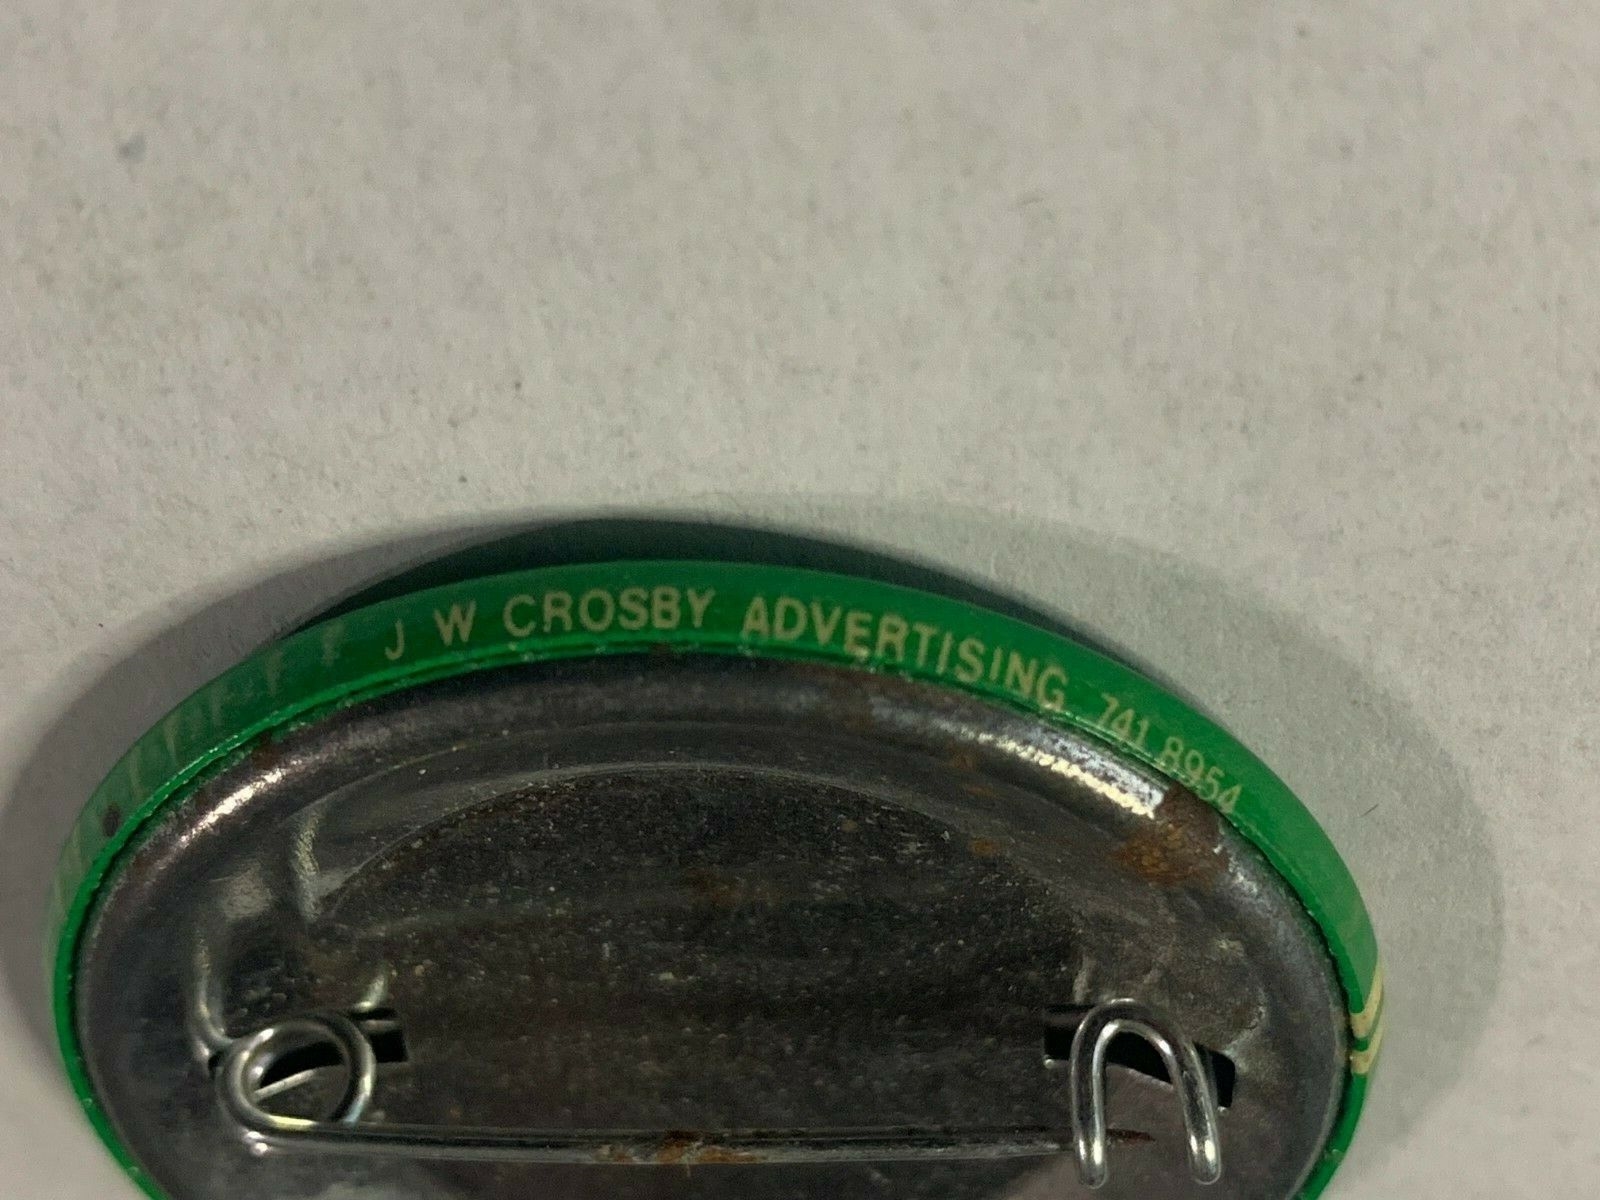 J W CROSBY ADVERTISING 741 8954